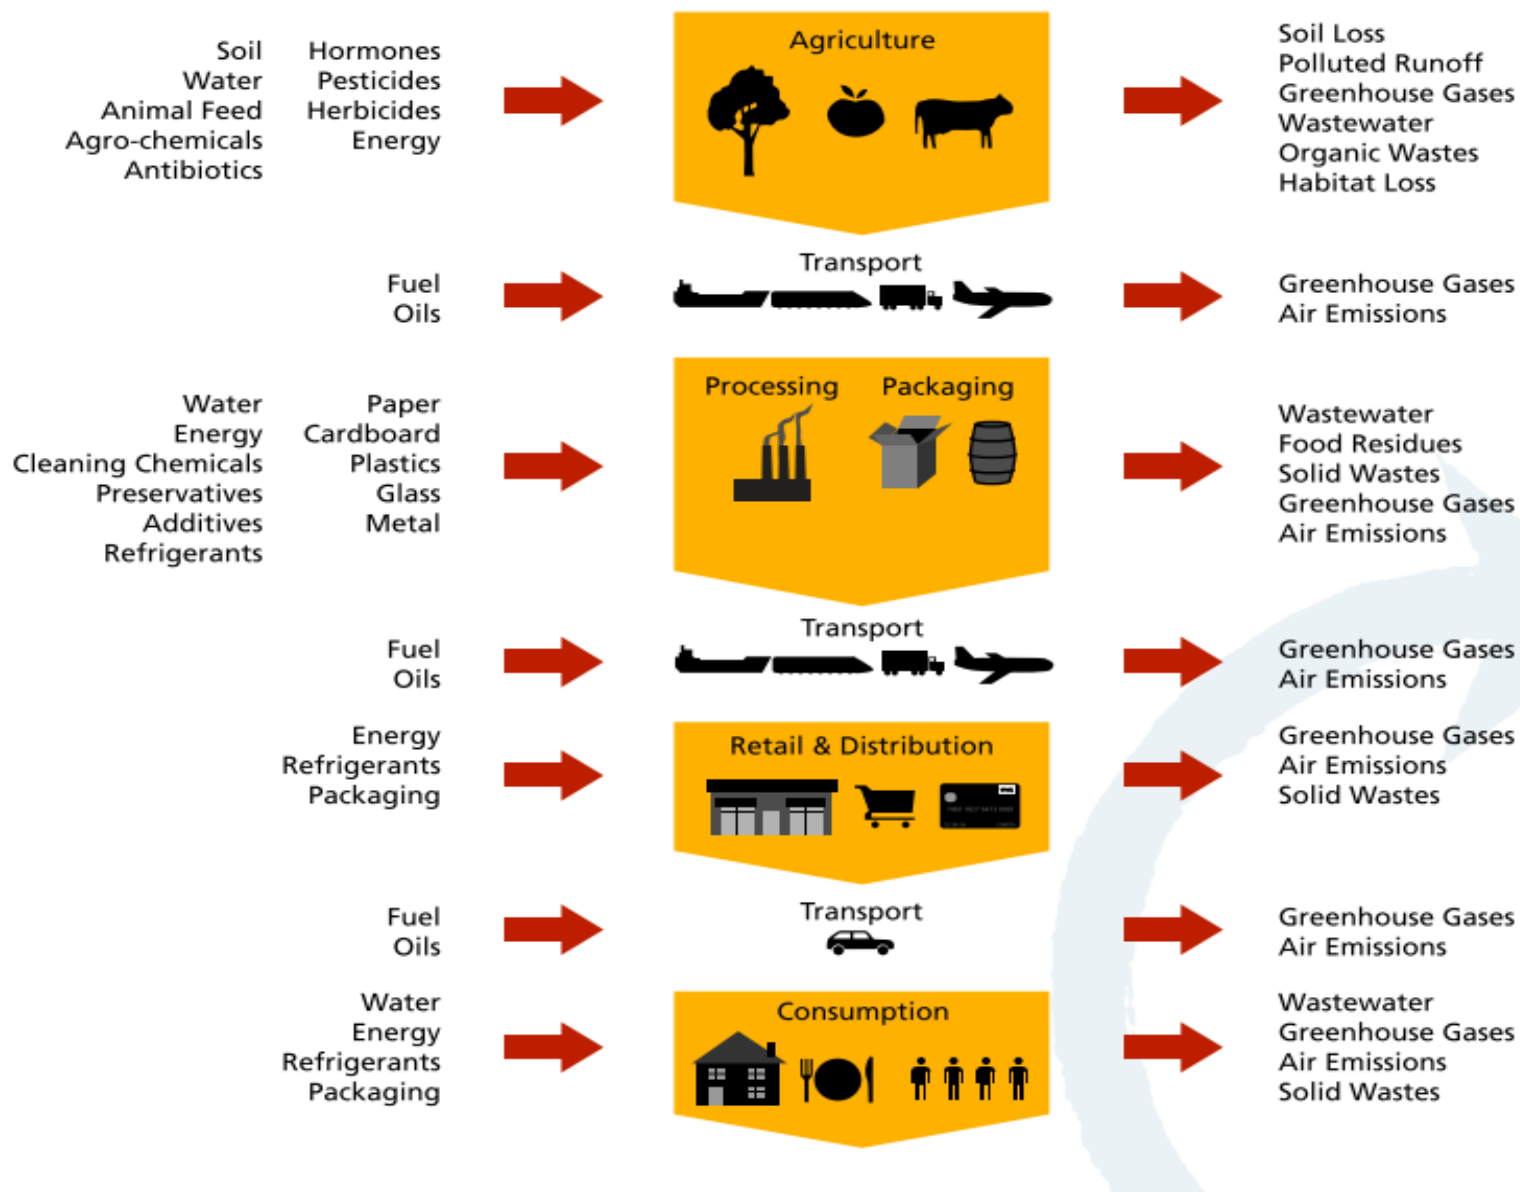 Agriculture
Soil Hormones
Water Pesticides
Animal Feed Herbicides
Agro-chemicals Energy
Antibiotics
Soil Loss
Polluted Runoff
Greenhouse Gases
Wastewater
Organic Wastes
Habitat Loss
Transport
Fuel
Oils
Greenhouse Gases
Air Emissions
Processing Packaging
Water Paper
Energy Cardboard
Cleaning Chemicals Plastics
Preservatives Glass
Additives Metal
Refrigerants
Wastewater
Food Residues
Solid Wastes
Greenhouse Gases
Air Emissions
Transport
Fuel
Oils
Greenhouse Gases
Air Emissions
Retail & Distribution
Energy
Refrigerants
Packaging
Greenhouse Gases
Air Emissions
Solid Wastes
Transport
Fuel
Oils
Greenhouse Gases
Air Emissions
Consumption
Water
Energy
Refrigerants
Packaging
Wastewater
Greenhouse Gases
Air Emissions
Solid Wastes